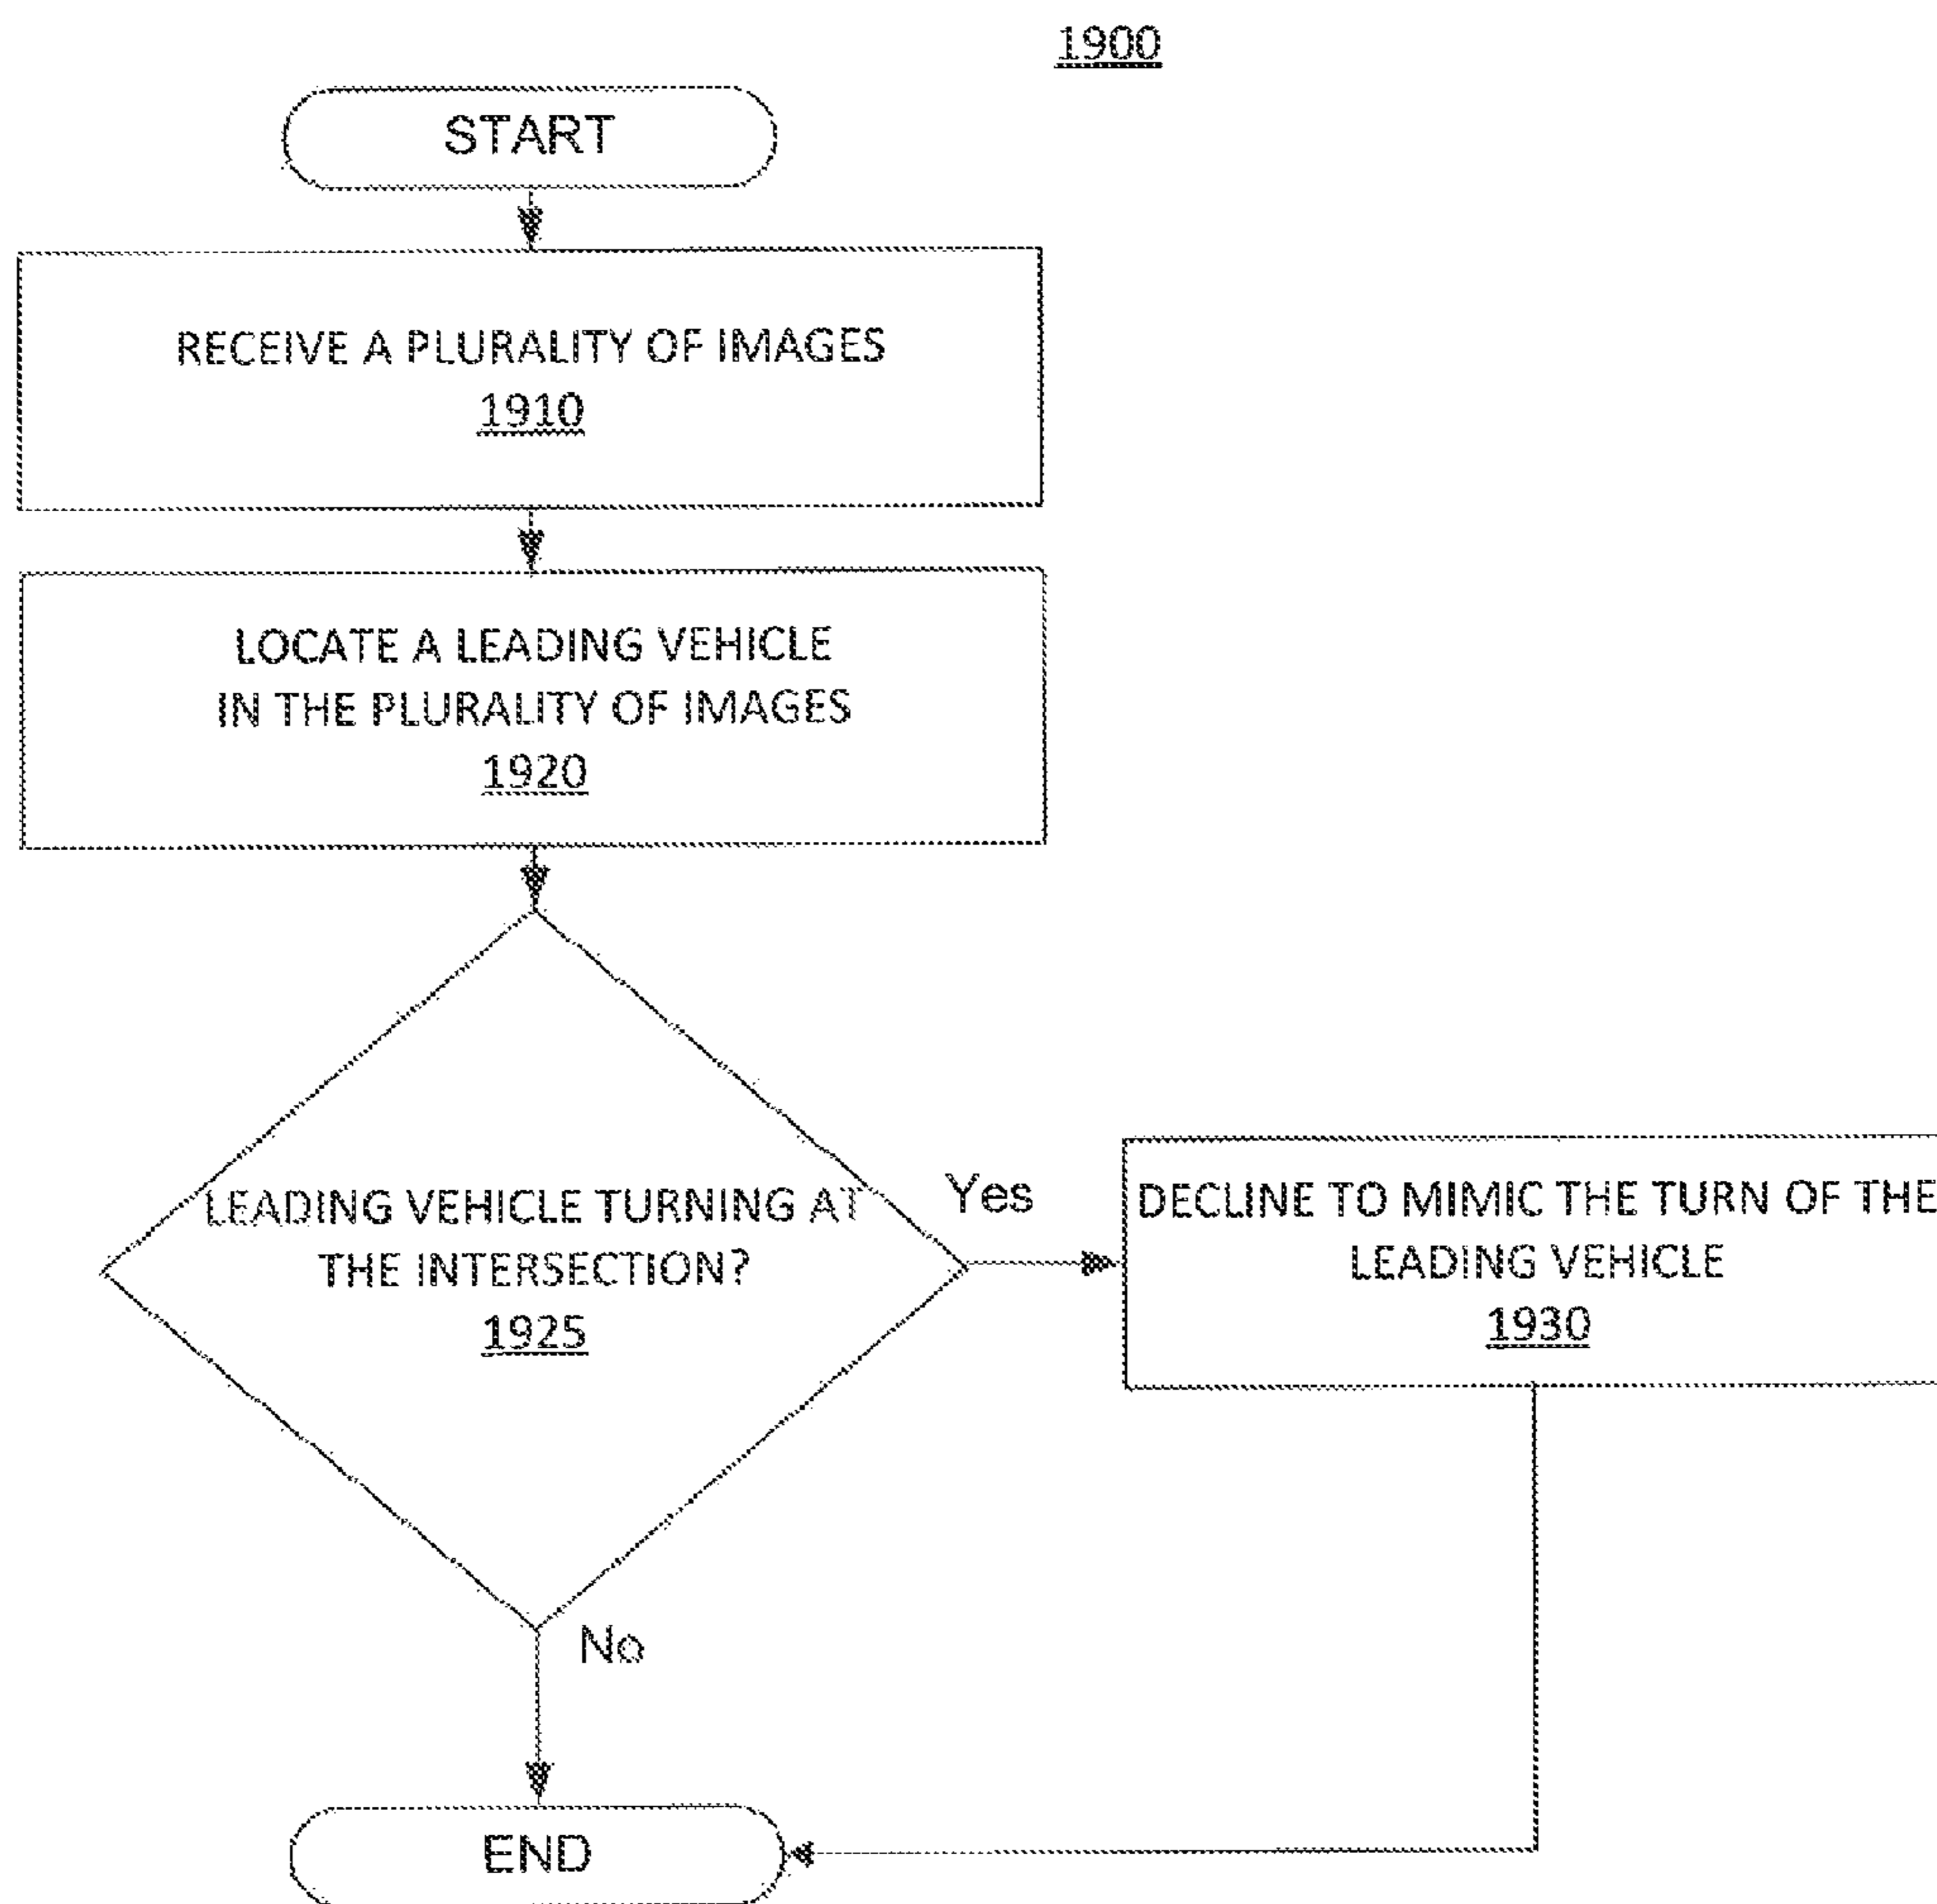 1900
START
RECEIVE A PLURALITY OF IMAGES
1910
LOCATE A LEADING VEHICLE
IN THE PLURALITY OF IMAGES
1920
LEADING VEHICLE TURNING AT
THE INTERSECTION?
1925
Yes
DECLINE TO MIMIC THE TURN OF THE
LEADING VEHICLE
1930
No
END